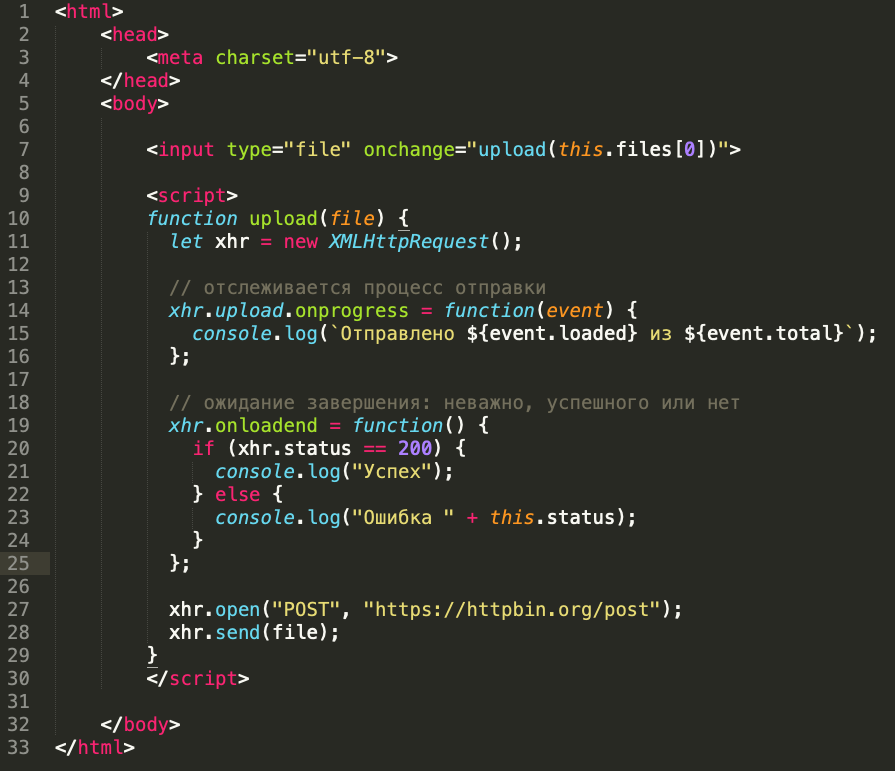 1 <html>
2 <head>
3 <meta charset="utf-8">
4 </head>
5 <body>
6
7 <input type="file" onchange="upload(this.files[0])">
8
9 <script>
10 function upload(file) {
11 let xhr = new XMLHttpRequest();
12
13 // отслеживается процесс отправки
14 xhr.upload.onprogress = function(event) {
15 console.log(`Отправлено ${event.loaded} из ${event.total}`);
16 };
17
18 // ожидание завершения: неважно, успешного или нет
19 xhr.onloadend = function() {
20 if (xhr.status == 200) {
21 console.log("Успех");
22 } else {
23 console.log("Ошибка " + this.status);
24 }
25 };
26
27 xhr.open("POST", "https://httpbin.org/post");
28 xhr.send(file);
29 }
30 </script>
31
32 </body>
33 </html>